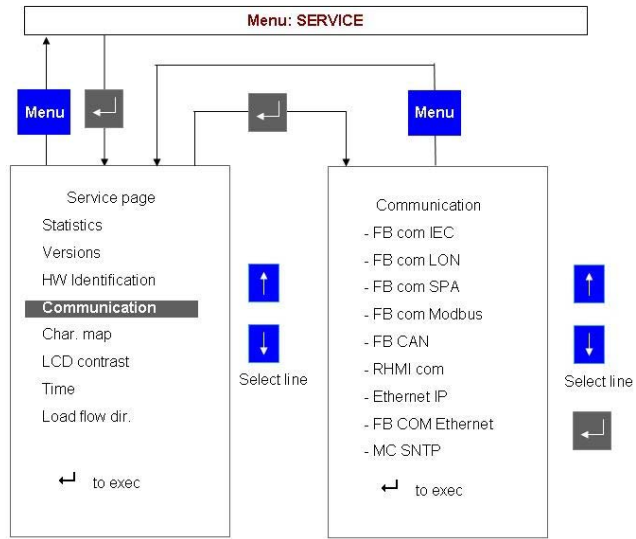 Menu: SERVICE
Menu
Menu
Service page
Statistics
Versions
HW Identification
Communication
Char. map
LCD contrast
Time
Load flow dir.
to exec
Select line
Communication
- FB com IEC
- FB com LON
- FB com SPA
- FB com Modbus
- FB CAN
- RHMI com
- Ethernet IP
- FB COM Ethernet
- MC SNTP
to exec
Select line